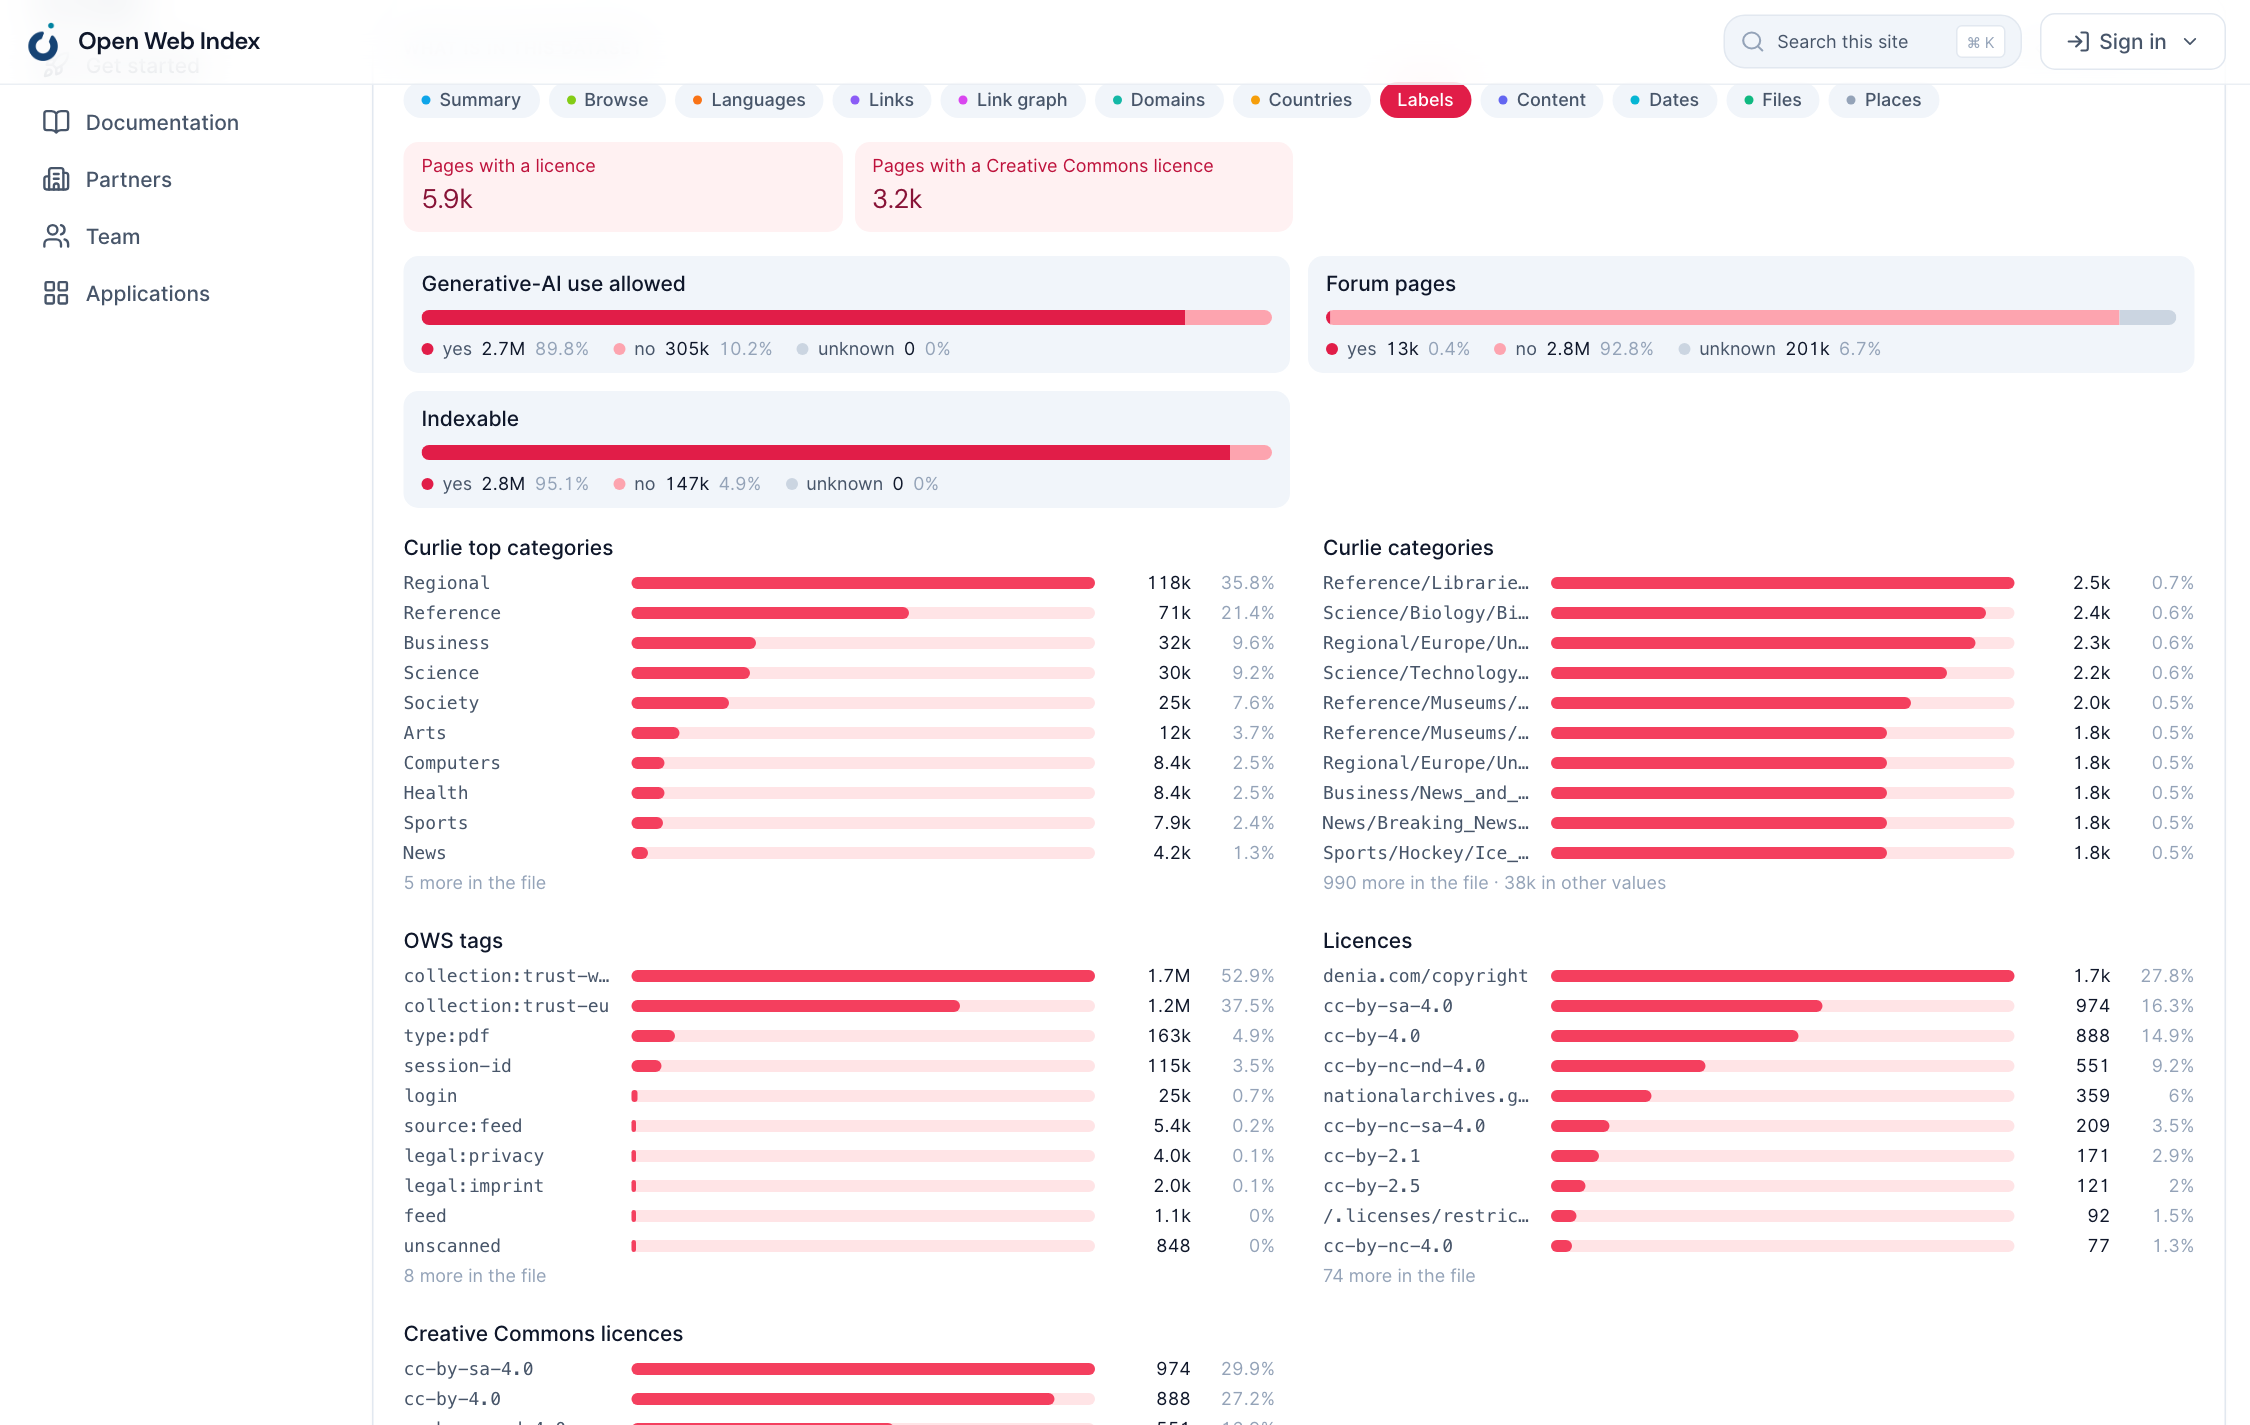 Open Web Index
Search this site
⌘ K
Sign in
Get started
Documentation
Partners
Team
Applications
Summary
Browse
Languages
Links
Link graph
Domains
Countries
Labels
Content
Dates
Files
Places
Pages with a licence
5.9k
Pages with a Creative Commons licence
3.2k
Generative-AI use allowed
yes 2.7M 89.8% no 305k 10.2% unknown 0 0%
Forum pages
yes 13k 0.4% no 2.8M 92.8% unknown 201k 6.7%
Indexable
yes 2.8M 95.1% no 147k 4.9% unknown 0 0%
Curlie top categories
Regional 118k 35.8%
Reference 71k 21.4%
Business 32k 9.6%
Science 30k 9.2%
Society 25k 7.6%
Arts 12k 3.7%
Computers 8.4k 2.5%
Health 8.4k 2.5%
Sports 7.9k 2.4%
News 4.2k 1.3%
5 more in the file
Curlie categories
Reference/Librarie… 2.5k 0.7%
Science/Biology/Bi… 2.4k 0.6%
Regional/Europe/Un… 2.3k 0.6%
Science/Technology… 2.2k 0.6%
Reference/Museums/… 2.0k 0.5%
Reference/Museums/… 1.8k 0.5%
Regional/Europe/Un… 1.8k 0.5%
Business/News_and_… 1.8k 0.5%
News/Breaking_News… 1.8k 0.5%
Sports/Hockey/Ice_… 1.8k 0.5%
990 more in the file · 38k in other values
OWS tags
collection:trust-w… 1.7M 52.9%
collection:trust-eu 1.2M 37.5%
type:pdf 163k 4.9%
session-id 115k 3.5%
login 25k 0.7%
source:feed 5.4k 0.2%
legal:privacy 4.0k 0.1%
legal:imprint 2.0k 0.1%
feed 1.1k 0%
unscanned 848 0%
8 more in the file
Licences
denia.com/copyright 1.7k 27.8%
cc-by-sa-4.0 974 16.3%
cc-by-4.0 888 14.9%
cc-by-nc-nd-4.0 551 9.2%
nationalarchives.g… 359 6%
cc-by-nc-sa-4.0 209 3.5%
cc-by-2.1 171 2.9%
cc-by-2.5 121 2%
/.licenses/restric… 92 1.5%
cc-by-nc-4.0 77 1.3%
74 more in the file
Creative Commons licences
cc-by-sa-4.0 974 29.9%
cc-by-4.0 888 27.2%